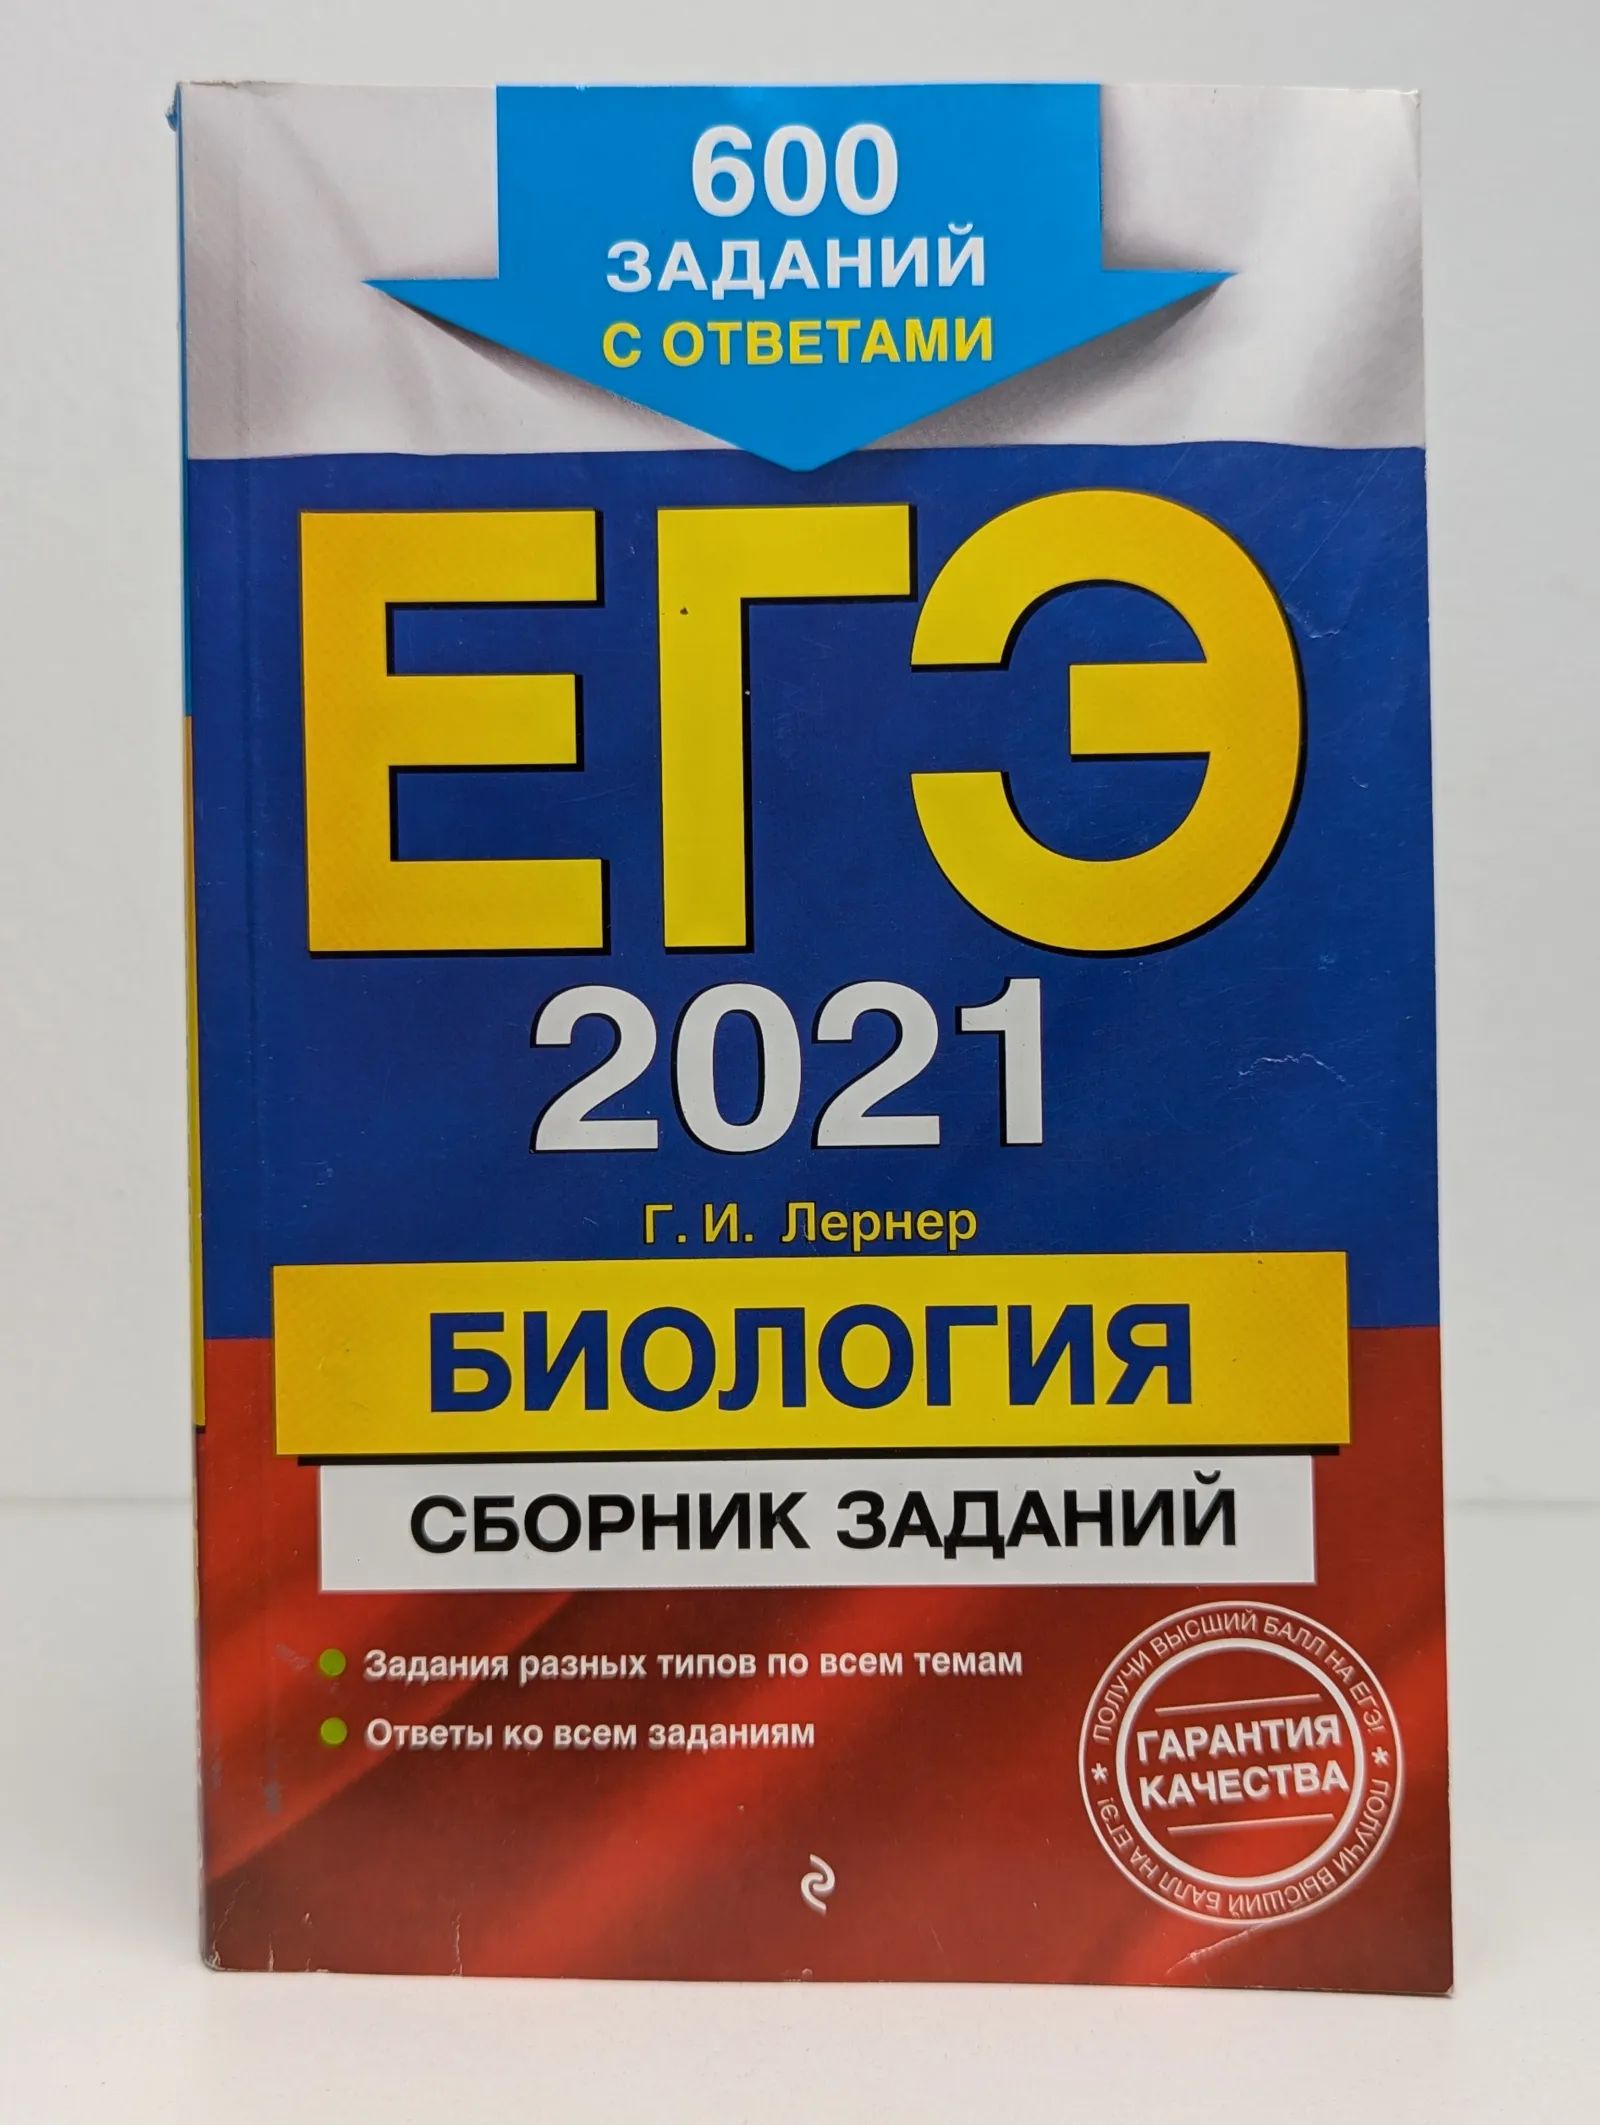 600
ЗАДАНИЙ
С ОТВЕТАМИ
ЕГЭ
2021
Г. И. Лернер
БИОЛОГИЯ
СБОРНИК ЗАДАНИЙ
Задания разных типов по всем темам
Ответы ко всем заданиям
ПОЛУЧИ ВЫСШИЙ БАЛЛ НА ЕГЭ! * ПОЛУЧИ ВЫСШИЙ БАЛЛ НА ЕГЭ! *
ГАРАНТИЯ
КАЧЕСТВА